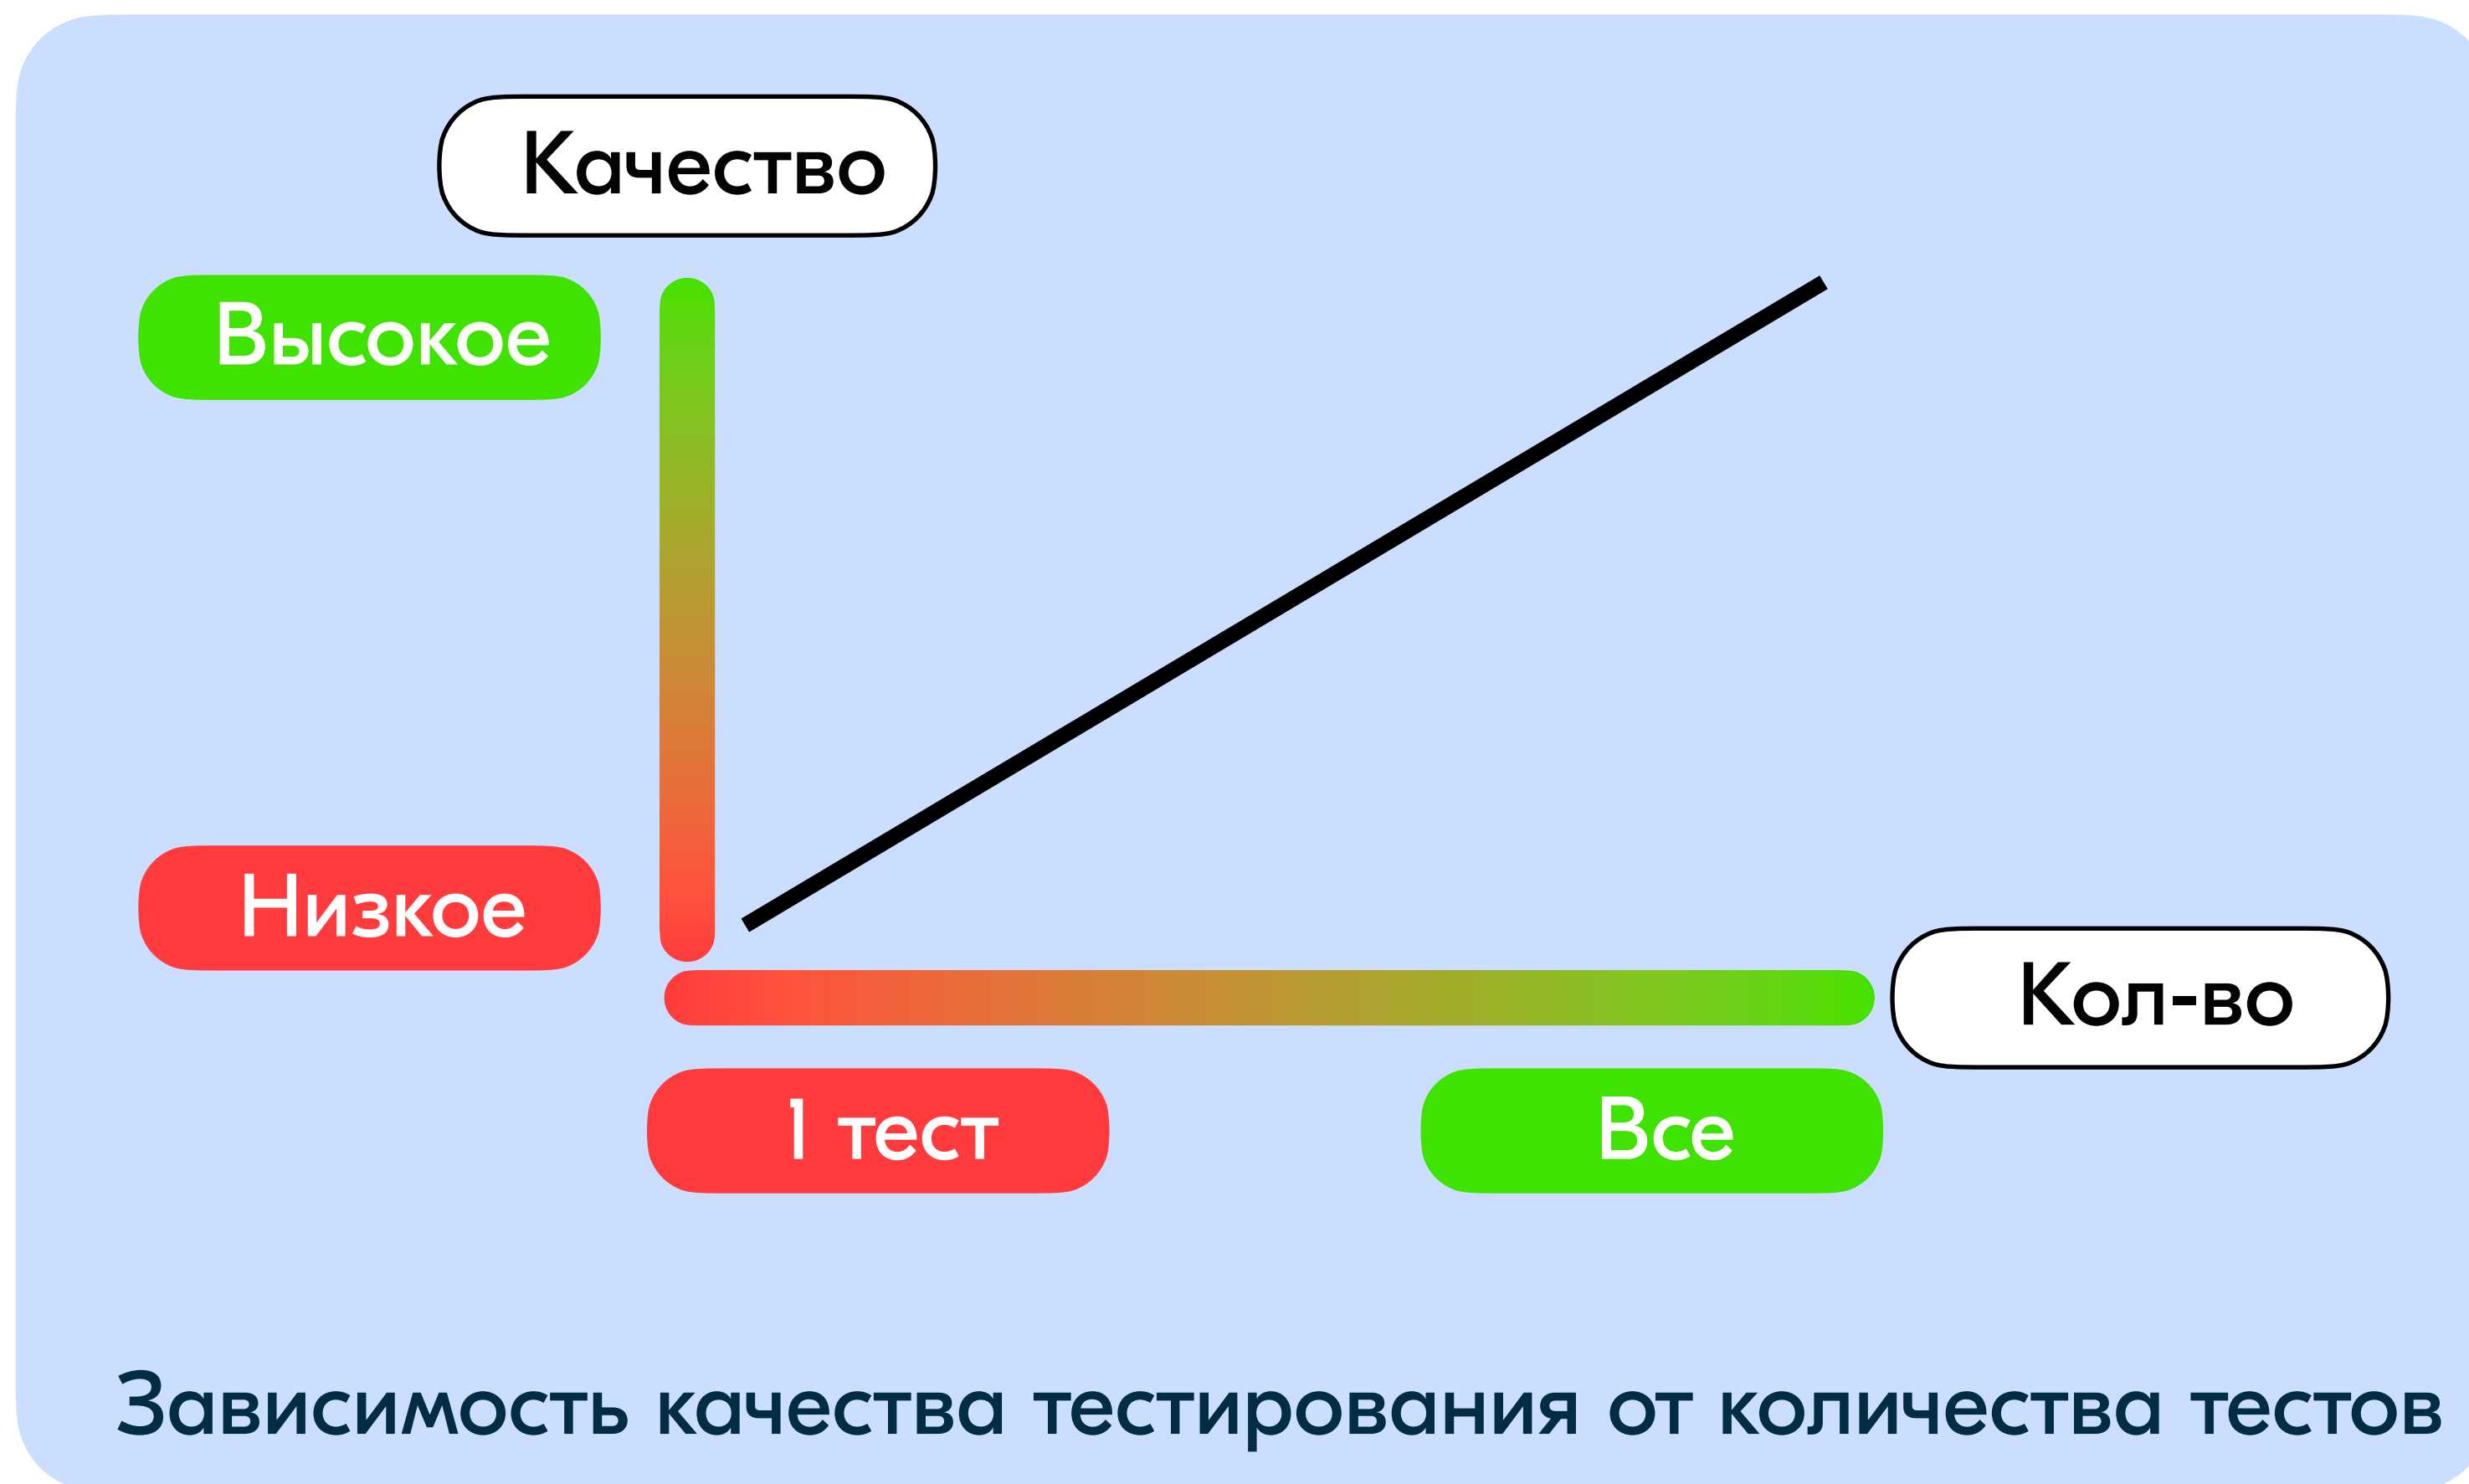 Качество
Высокое
Низкое
Кол-во
1 тест
Все
Зависимость качества тестирования от количества тестов